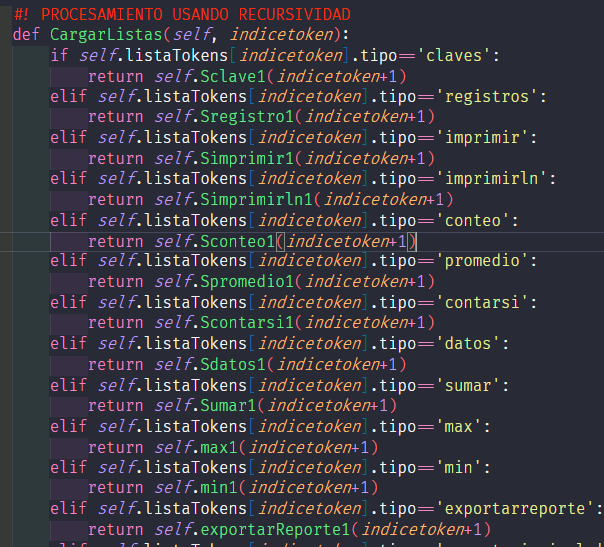 #! PROCESAMIENTO USANDO RECURSIVIDAD
def CargarListas(self, indicetoken):
    if self.listaTokens[indicetoken].tipo=='claves':
        return self.Sclave1(indicetoken+1)
    elif self.listaTokens[indicetoken].tipo=='registros':
        return self.Sregistro1(indicetoken+1)
    elif self.listaTokens[indicetoken].tipo=='imprimir':
        return self.Simprimir1(indicetoken+1)
    elif self.listaTokens[indicetoken].tipo=='imprimirln':
        return self.Simprimirln1(indicetoken+1)
    elif self.listaTokens[indicetoken].tipo=='conteo':
        return self.Sconteo1(indicetoken+1)
    elif self.listaTokens[indicetoken].tipo=='promedio':
        return self.Spromedio1(indicetoken+1)
    elif self.listaTokens[indicetoken].tipo=='contarsi':
        return self.Scontarsi1(indicetoken+1)
    elif self.listaTokens[indicetoken].tipo=='datos':
        return self.Sdatos1(indicetoken+1)
    elif self.listaTokens[indicetoken].tipo=='sumar':
        return self.Sumar1(indicetoken+1)
    elif self.listaTokens[indicetoken].tipo=='max':
        return self.max1(indicetoken+1)
    elif self.listaTokens[indicetoken].tipo=='min':
        return self.min1(indicetoken+1)
    elif self.listaTokens[indicetoken].tipo=='exportarreporte':
        return self.exportarReporte1(indicetoken+1)